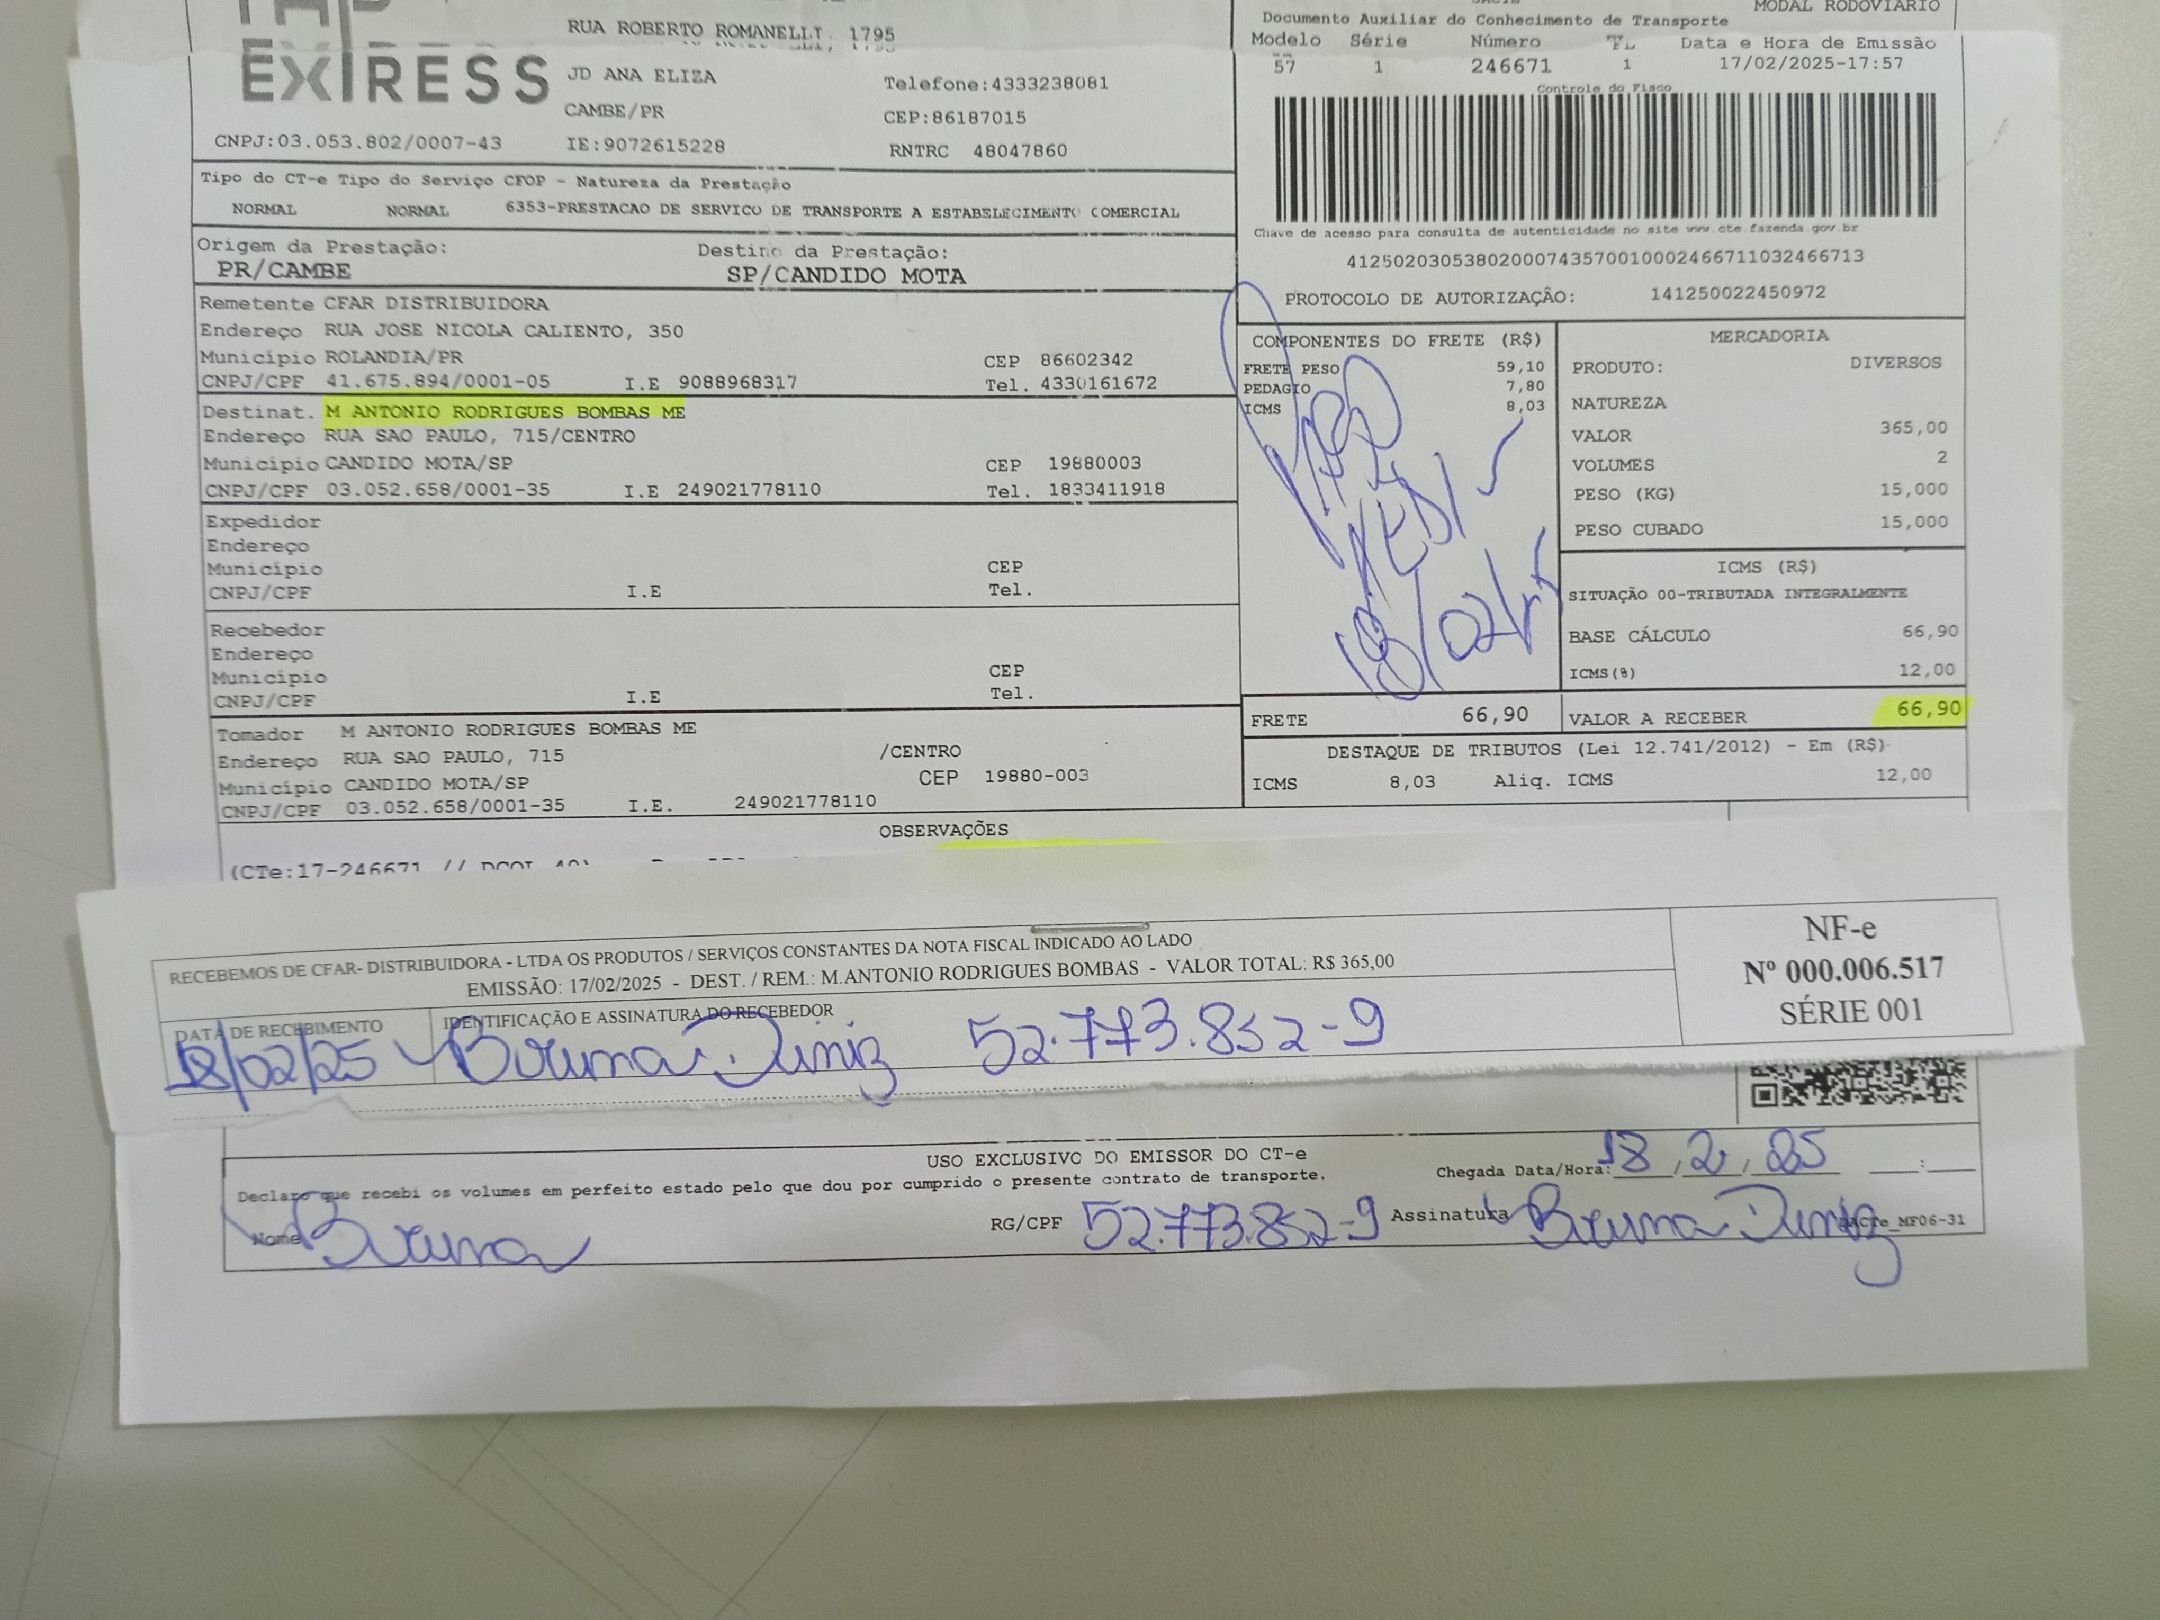 EXPRESS
RUA ROBERTO ROMANELLI. 1795
JD ANA ELIZA
CAMBE/PR
Telefone:4333238081
CEP:86187015
CNPJ:03.053.802/0007-43
IE:9072615228
RNTRC 48047860
MODAL RODOVIARIO
Documento Auxiliar do Conhecimento de Transporte
Modelo Série Número FL Data e Hora de Emissão
57 1 246671 1 17/02/2025-17:57
Controle do Fisco
Chave de acesso para consulta de autenticidade no site www.cte.fazenda.gov.br
41250203053802000743570010002466711032466713
PROTOCOLO DE AUTORIZAÇÃO: 141250022450972
Tipo do CT-e Tipo do Serviço CFOP - Natureza da Prestação
NORMAL NORMAL 6353-PRESTACAO DE SERVICO DE TRANSPORTE A ESTABELECIMENTO COMERCIAL
Origem da Prestação: Destino da Prestação:
PR/CAMBE SP/CANDIDO MOTA
Remetente CFAR DISTRIBUIDORA
Endereço RUA JOSE NICOLA CALIENTO, 350
Município ROLANDIA/PR CEP 86602342
CNPJ/CPF 41.675.894/0001-05 I.E 9088968317 Tel. 4330161672
Destinat. M ANTONIO RODRIGUES BOMBAS ME
Endereço RUA SAO PAULO, 715/CENTRO
Município CANDIDO MOTA/SP CEP 19880003
CNPJ/CPF 03.052.658/0001-35 I.E 249021778110 Tel. 1833411918
Expedidor
Endereço
Município CEP
CNPJ/CPF I.E Tel.
Recebedor
Endereço
Município CEP
CNPJ/CPF I.E Tel.
Tomador M ANTONIO RODRIGUES BOMBAS ME
Endereço RUA SAO PAULO, 715 /CENTRO
Município CANDIDO MOTA/SP CEP 19880-003
CNPJ/CPF 03.052.658/0001-35 I.E. 249021778110
COMPONENTES DO FRETE (R$)
FRETE PESO 59,10
PEDAGIO 7,80
ICMS 8,03
18/02/25
MERCADORIA
PRODUTO: DIVERSOS
NATUREZA
VALOR 365,00
VOLUMES 2
PESO (KG) 15,000
PESO CUBADO 15,000
ICMS (R$)
SITUAÇÃO 00-TRIBUTADA INTEGRALMENTE
BASE CÁLCULO 66,90
ICMS(%) 12,00
FRETE 66,90 VALOR A RECEBER 66,90
DESTAQUE DE TRIBUTOS (Lei 12.741/2012) - Em (R$)
ICMS 8,03 Aliq. ICMS 12,00
OBSERVAÇÕES
(CTe:17-246671 //
RECEBEMOS DE CFAR- DISTRIBUIDORA - LTDA OS PRODUTOS / SERVIÇOS CONSTANTES DA NOTA FISCAL INDICADO AO LADO
EMISSÃO: 17/02/2025 - DEST. / REM.: M.ANTONIO RODRIGUES BOMBAS - VALOR TOTAL: R$ 365,00
DATA DE RECEBIMENTO
18/02/25
IDENTIFICAÇÃO E ASSINATURA DO RECEBEDOR
Bruna Diniz 52.773.852-9
NF-e
Nº 000.006.517
SÉRIE 001
USO EXCLUSIVO DO EMISSOR DO CT-e
Declaro que recebi os volumes em perfeito estado pelo que dou por cumprido o presente contrato de transporte.
Chegada Data/Hora: 18/2/25 :
Nome Bruna RG/CPF 52.773.852-9 Assinatura Bruna Diniz
DACTe_MF06-31